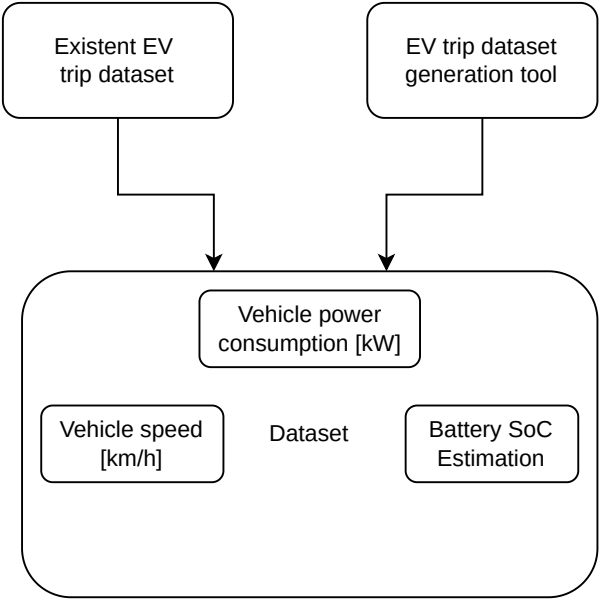 Existent EV
trip dataset
EV trip dataset
generation tool
Vehicle power
consumption [kW]
Vehicle speed
[km/h]
Dataset
Battery SoC
Estimation